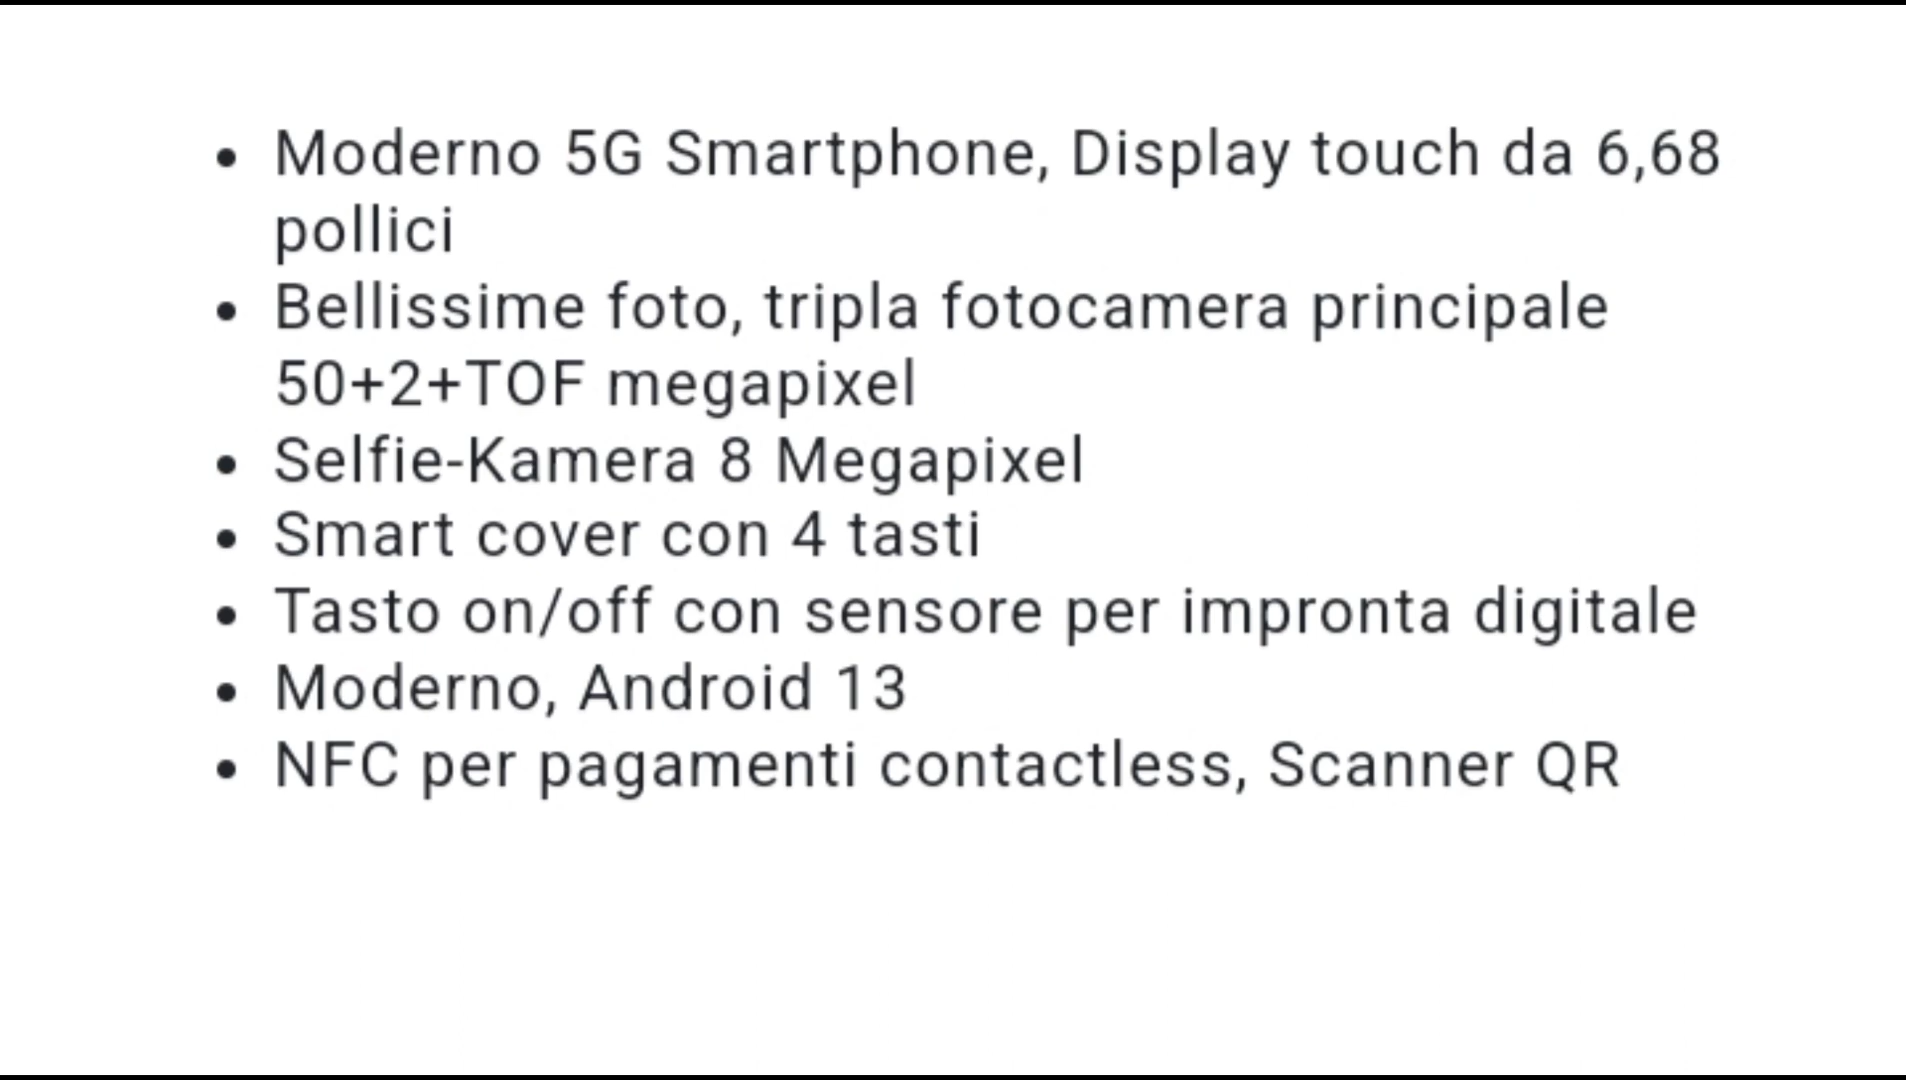 • Moderno 5G Smartphone, Display touch da 6,68
pollici
• Bellissime foto, tripla fotocamera principale
50+2+TOF megapixel
• Selfie-Kamera 8 Megapixel
• Smart cover con 4 tasti
• Tasto on/off con sensore per impronta digitale
• Moderno, Android 13
• NFC per pagamenti contactless, Scanner QR